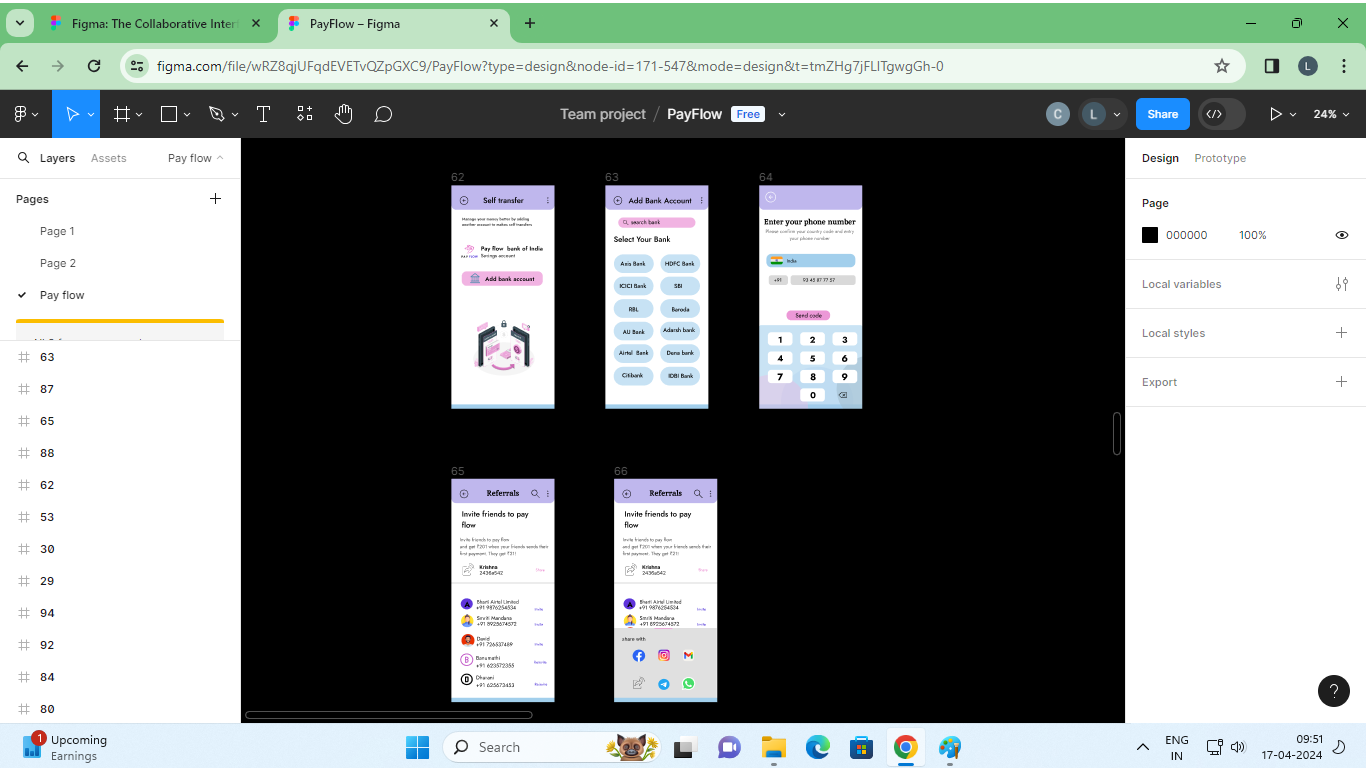 Figma: The Collaborative Inter
PayFlow – Figma
figma.com/file/wRZ8qjUFqdEVETvQZpGXC9/PayFlow?type=design&node-id=171-547&mode=design&t=tmZHg7jFLITgwgGh-0
L
Team project / PayFlow Free
C
L
Share
24%
Layers
Assets
Pay flow
Pages
Page 1
Page 2
Pay flow
63
87
65
88
62
53
30
29
94
92
84
80
62
Self transfer
Manage your money better by adding
another account to makes self transfers
Pay flow bank of India
Savings account
PAY FLOW
Add bank account
63
Add Bank Account
search bank
Select Your Bank
Axis Bank
HDFC Bank
ICICI Bank
SBI
RBL
Baroda
AU Bank
Adarsh bank
Airtel Bank
Dena bank
Citibank
IDBI Bank
64
Enter your phone number
Please confirm your country code and entry
your phone number
India
+91
93 45 87 77 57
Send code
1 2 3
4 5 6
7 8 9
0
65
Referrals
Invite friends to pay
flow
Invite friends to pay flow
and get ₹201 when your friends sends their
first payment. They get ₹21!
Krishna
2436a542
Share
A
Bharti Airtel Limited
+91 9876254534
Invite
Smriti Mandana
+91 8925674572
Invite
David
+91 726537489
Invite
B
Banumathi
+91 623572355
D
Dharani
+91 625673453
66
Referrals
Invite friends to pay
flow
Invite friends to pay flow
and get ₹201 when your friends sends their
first payment. They get ₹21!
Krishna
2436a542
Share
A
Bharti Airtel Limited
+91 9876254534
Invite
Smriti Mandana
+91 8925674572
Invite
share with
Design
Prototype
Page
000000
100%
Local variables
Local styles
Export
?
1
Upcoming
Earnings
Search
ENG
IN
09:51
17-04-2024